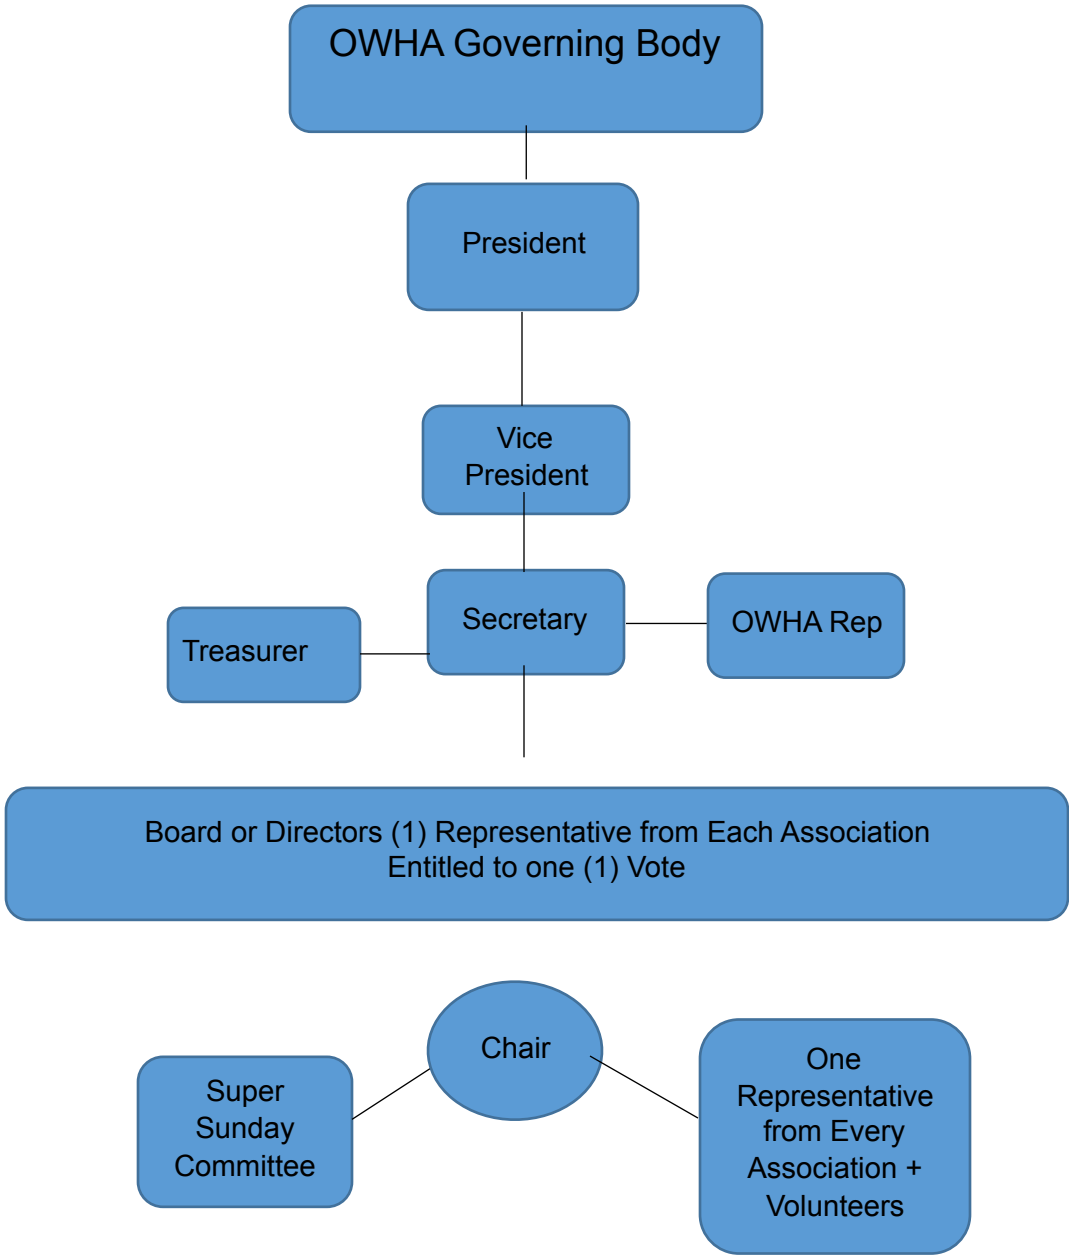 OWHA Governing Body
President
Vice
President
Secretary
OWHA Rep
Treasurer
Board or Directors (1) Representative from Each Association
Entitled to one (1) Vote
Chair
Super
Sunday
Committee
One
Representative
from Every
Association +
Volunteers